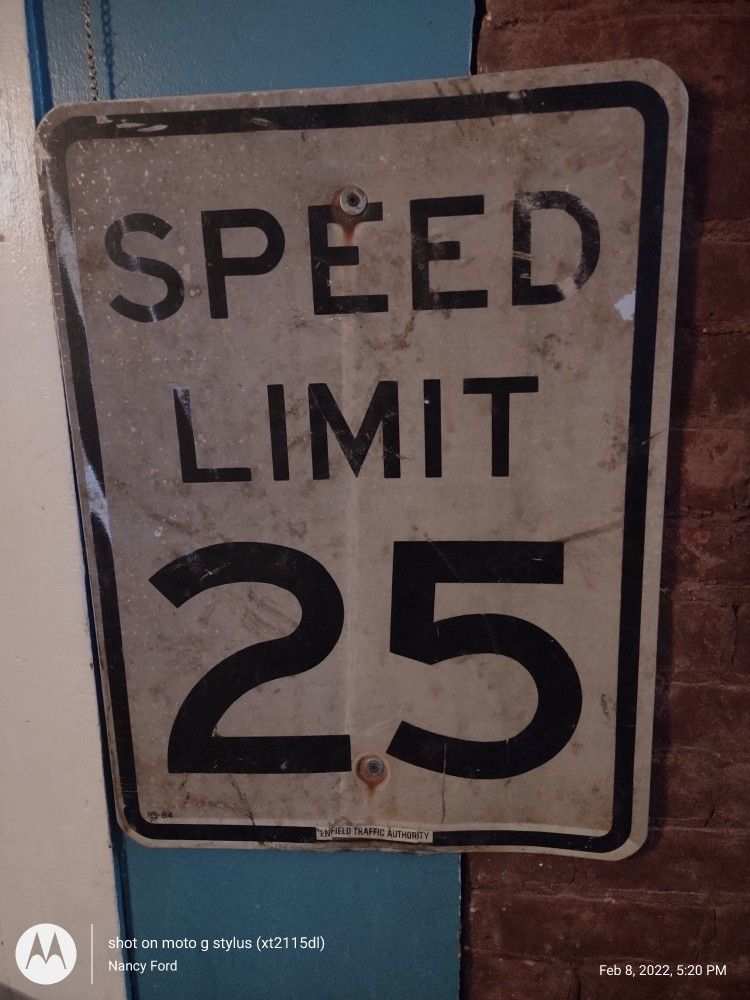 SPEED
LIMIT
25
ENFIELD TRAFFIC AUTHORITY
shot on moto g stylus (xt2115dl)
Nancy Ford
Feb 8, 2022, 5:20 PM